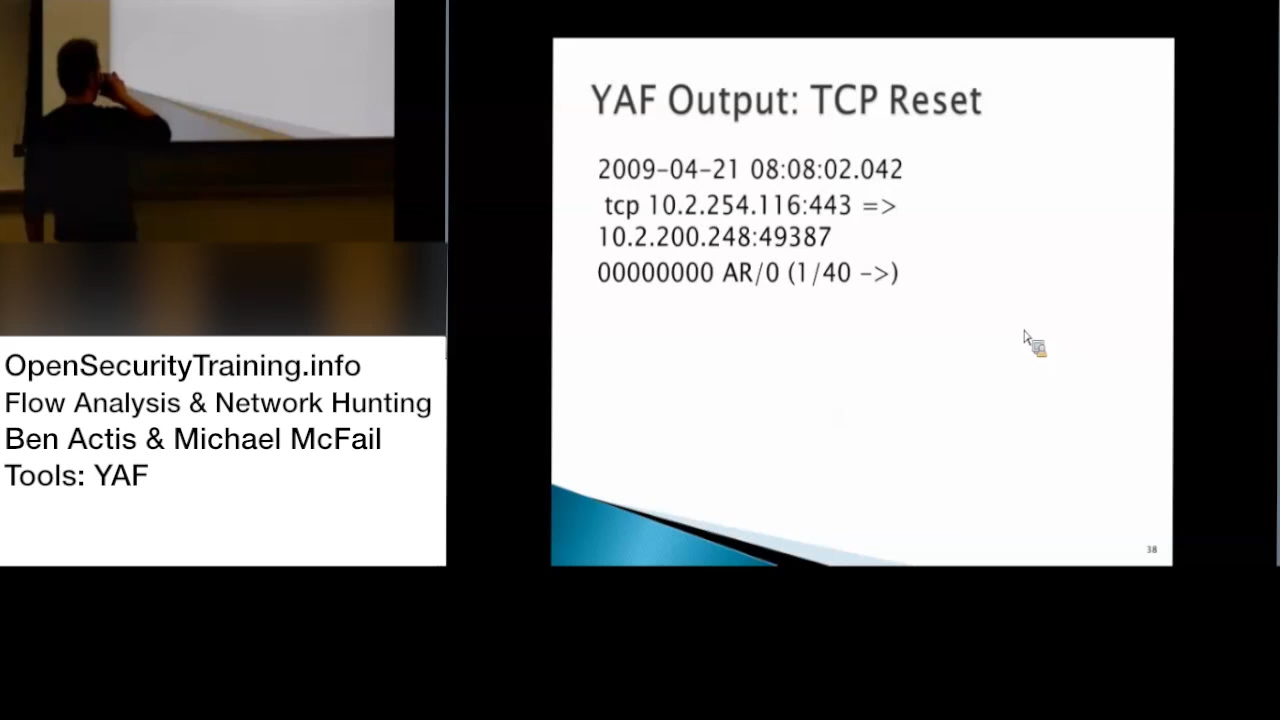 YAF Output: TCP Reset
2009-04-21 08:08:02.042
tcp 10.2.254.116:443 =>
10.2.200.248:49387
00000000 AR/0 (1/40 ->)
38
OpenSecurityTraining.info
Flow Analysis & Network Hunting
Ben Actis & Michael McFail
Tools: YAF